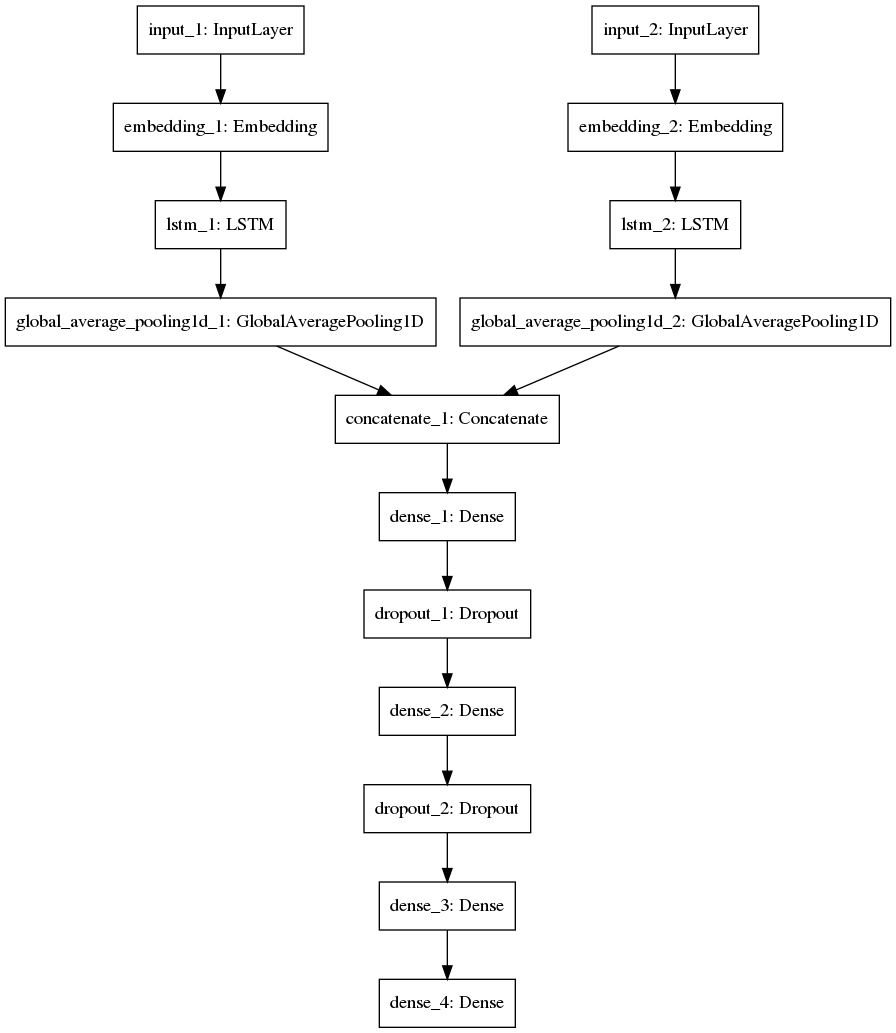 input_1: InputLayer
input_2: InputLayer
embedding_1: Embedding
embedding_2: Embedding
lstm_1: LSTM
lstm_2: LSTM
global_average_pooling1d_1: GlobalAveragePooling1D
global_average_pooling1d_2: GlobalAveragePooling1D
concatenate_1: Concatenate
dense_1: Dense
dropout_1: Dropout
dense_2: Dense
dropout_2: Dropout
dense_3: Dense
dense_4: Dense